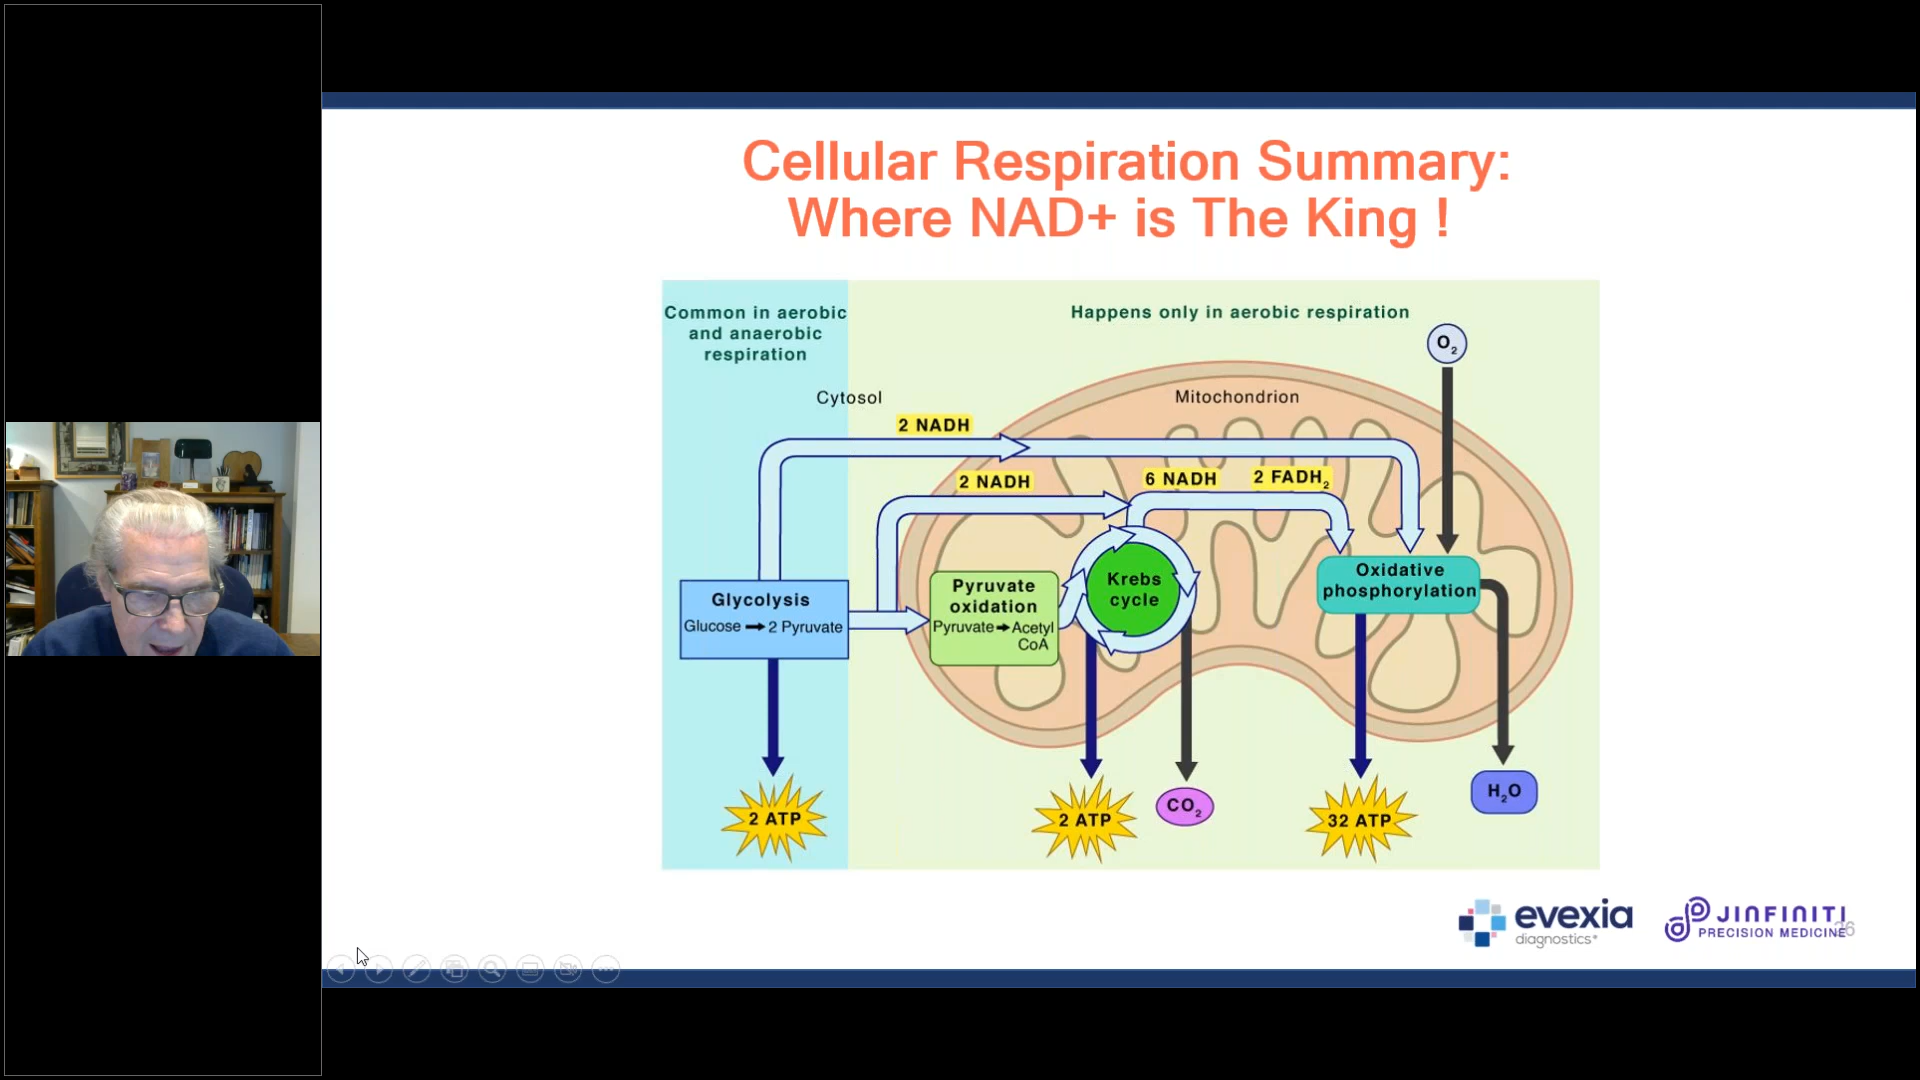 Cellular Respiration Summary:
Where NAD+ is The King !
Common in aerobic
and anaerobic
respiration
Happens only in aerobic respiration
O₂
Cytosol
Mitochondrion
2 NADH
2 NADH
6 NADH
2 FADH₂
Glycolysis
Glucose → 2 Pyruvate
Pyruvate
oxidation
Pyruvate → Acetyl
CoA
Krebs
cycle
Oxidative
phosphorylation
2 ATP
2 ATP
CO₂
32 ATP
H₂O
evexia
diagnostics®
JINFINITI
PRECISION MEDICINE
26